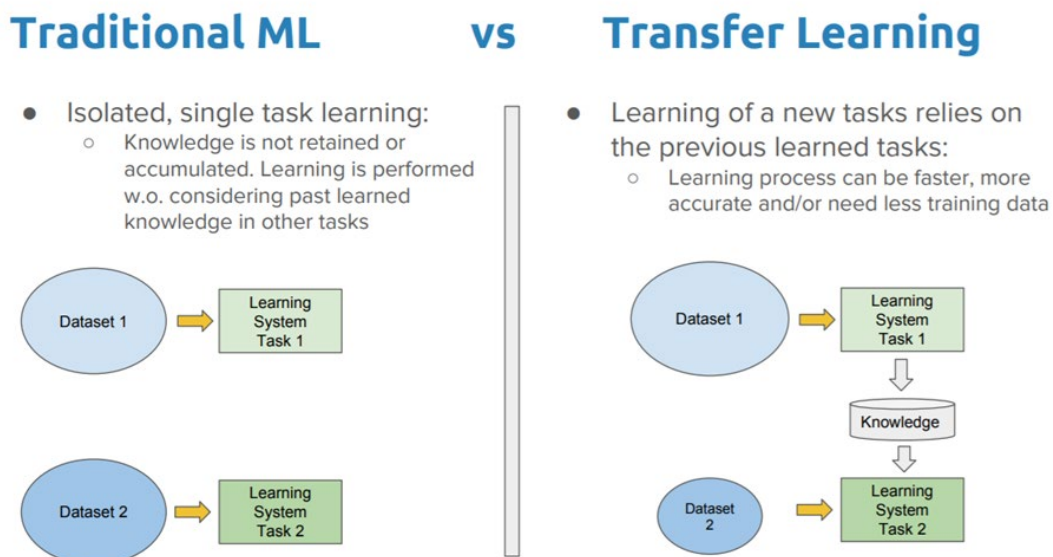 Traditional ML vs Transfer Learning
● Isolated, single task learning:
○ Knowledge is not retained or
accumulated. Learning is performed
w.o. considering past learned
knowledge in other tasks
Dataset 1
Learning
System
Task 1
Dataset 2
Learning
System
Task 2
● Learning of a new tasks relies on
the previous learned tasks:
○ Learning process can be faster, more
accurate and/or need less training data
Dataset 1
Learning
System
Task 1
Knowledge
Dataset
2
Learning
System
Task 2